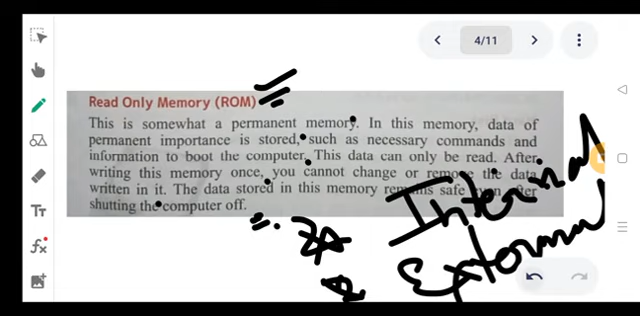 4/11
Read Only Memory (ROM)
This is somewhat a permanent memory. In this memory, data of
permanent importance is stored, such as necessary commands and
information to boot the computer. This data can only be read. After
writing this memory once, you cannot change or remove the data
written in it. The data stored in this memory remains safe even after
shutting the computer off.
Internal
Tт
fx